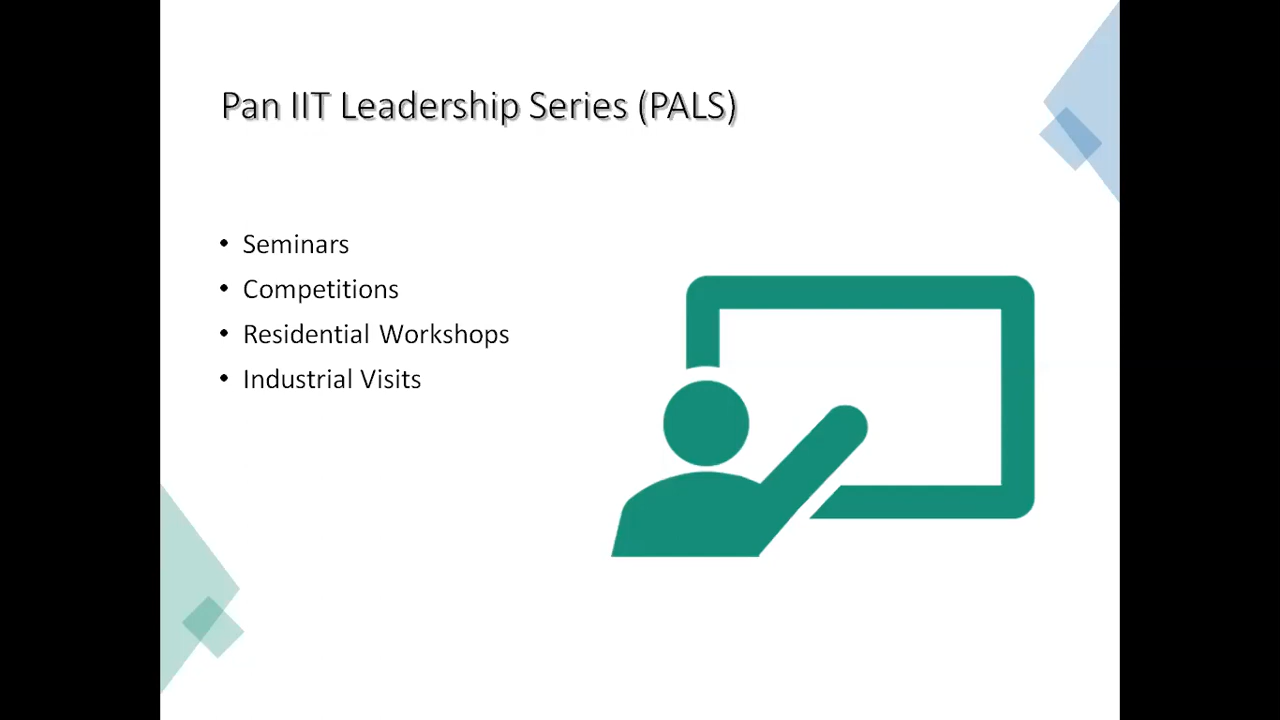 Pan IIT Leadership Series (PALS)
• Seminars
• Competitions
• Residential Workshops
• Industrial Visits